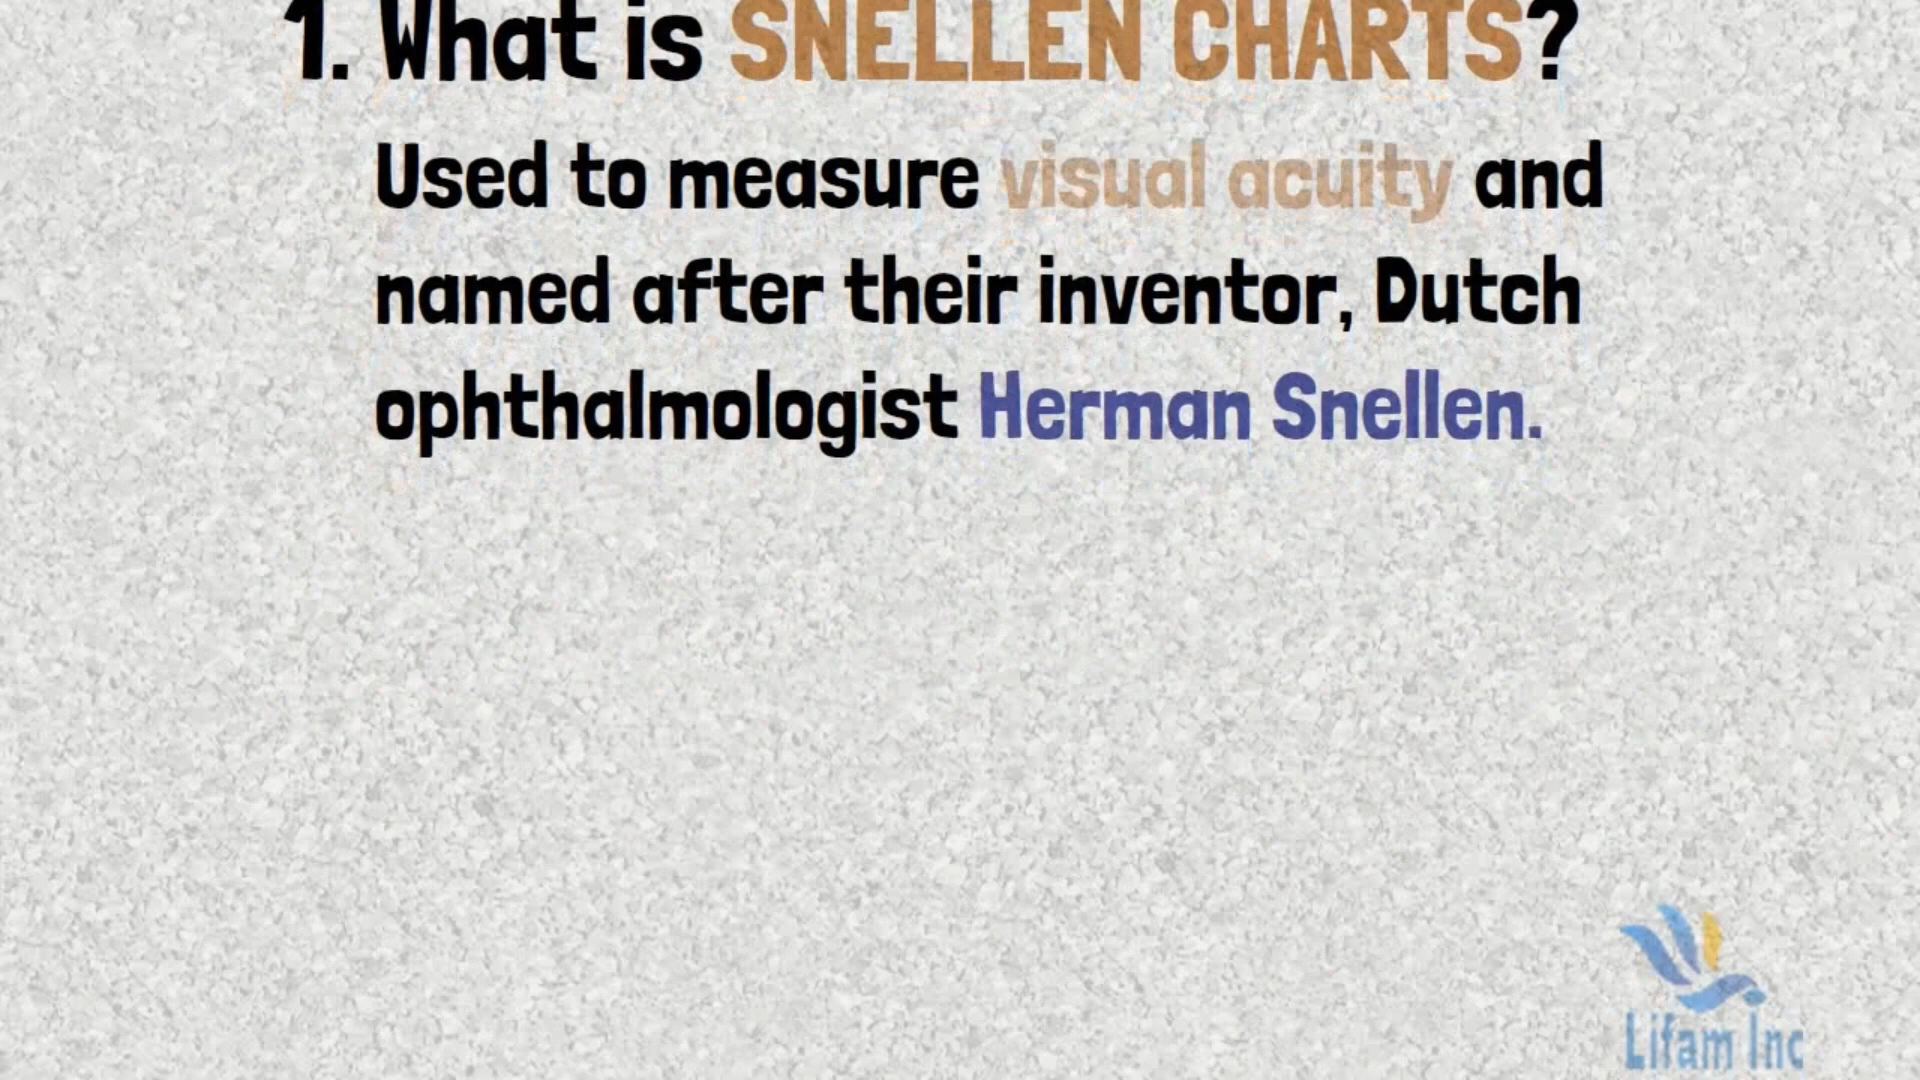 1. What is SNELLEN CHARTS?
Used to measure visual acuity and
named after their inventor, Dutch
ophthalmologist Herman Snellen.
Lifam Inc